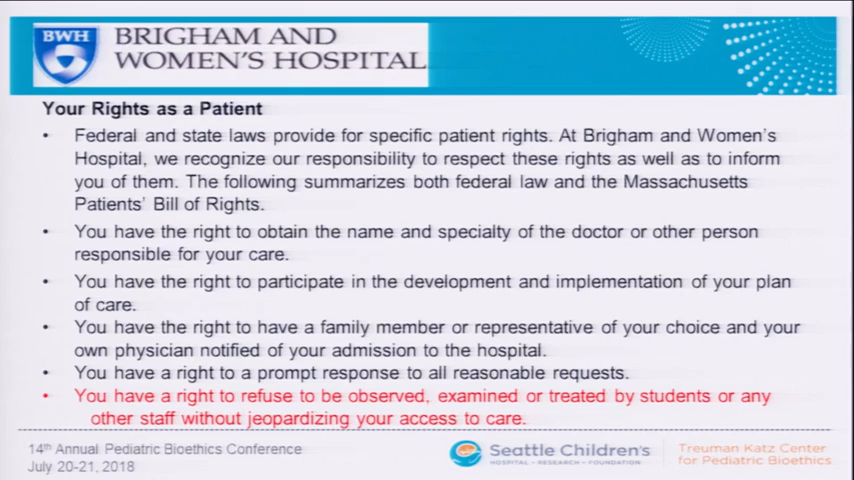 BWH
BRIGHAM AND
WOMEN'S HOSPITAL
Your Rights as a Patient
• Federal and state laws provide for specific patient rights. At Brigham and Women's
Hospital, we recognize our responsibility to respect these rights as well as to inform
you of them. The following summarizes both federal law and the Massachusetts
Patients' Bill of Rights.
• You have the right to obtain the name and specialty of the doctor or other person
responsible for your care.
• You have the right to participate in the development and implementation of your plan
of care.
• You have the right to have a family member or representative of your choice and your
own physician notified of your admission to the hospital.
• You have a right to a prompt response to all reasonable requests.
• You have a right to refuse to be observed, examined or treated by students or any
other staff without jeopardizing your access to care.
14th Annual Pediatric Bioethics Conference
July 20-21, 2018
Seattle Children's
HOSPITAL • RESEARCH • FOUNDATION
Treuman Katz Center
for Pediatric Bioethics